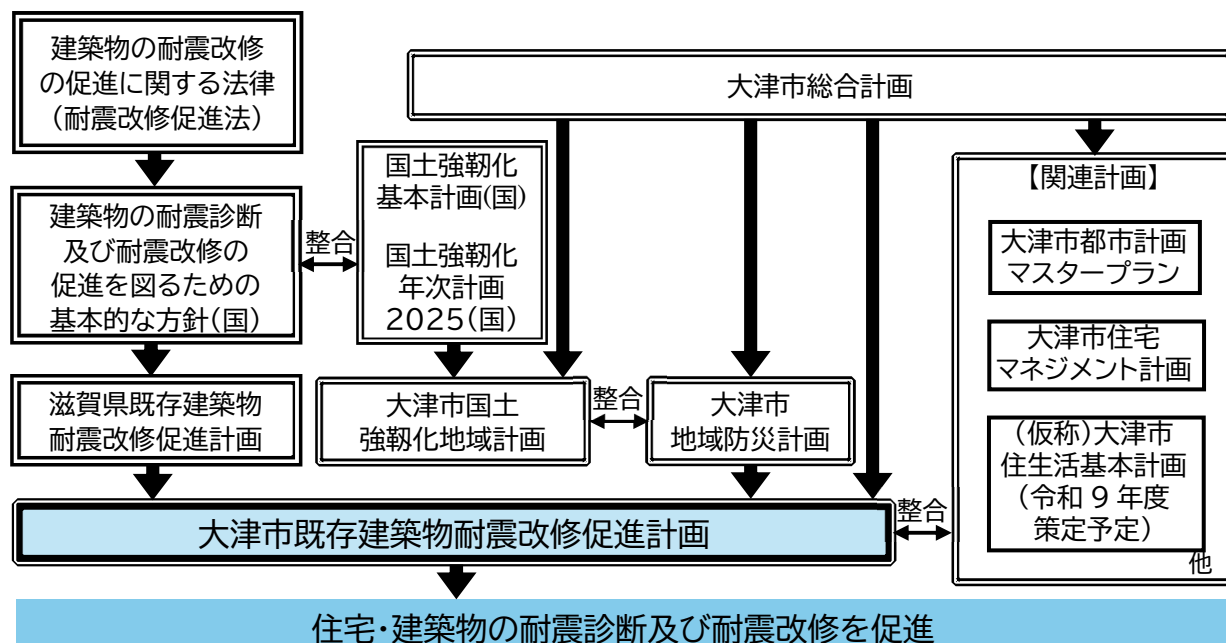 建築物の耐震改修
の促進に関する法律
（耐震改修促進法）
大津市総合計画
建築物の耐震診断
及び耐震改修の
促進を図るための
基本的な方針（国）
整合
国土強靱化
基本計画(国)
国土強靱化
年次計画
2025（国）
【関連計画】
大津市都市計画
マスタープラン
大津市住宅
マネジメント計画
（仮称）大津市
住生活基本計画
（令和 9 年度
策定予定）
他
滋賀県既存建築物
耐震改修促進計画
大津市国土
強靱化地域計画
整合
大津市
地域防災計画
大津市既存建築物耐震改修促進計画
整合
住宅・建築物の耐震診断及び耐震改修を促進